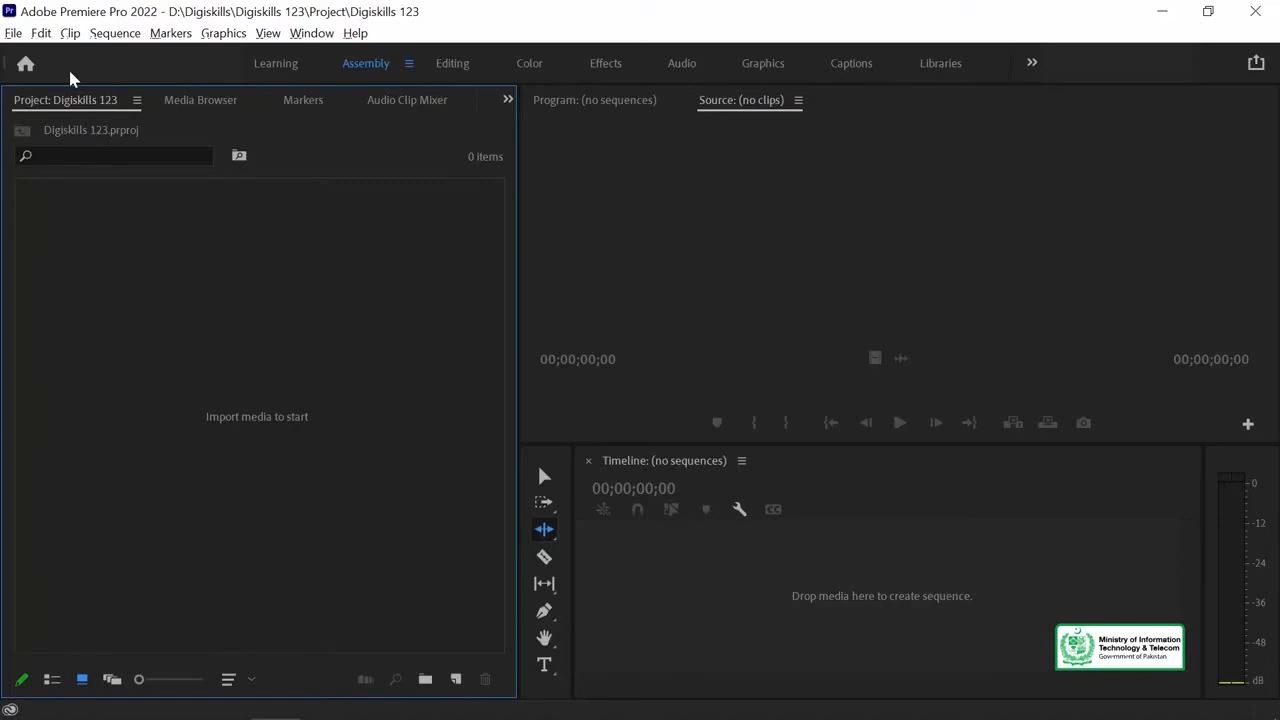 Adobe Premiere Pro 2022 - D:\Digiskills\Digiskills 123\Project\Digiskills 123
File Edit Clip Sequence Markers Graphics View Window Help
Learning Assembly Editing Color Effects Audio Graphics Captions Libraries
Project: Digiskills 123 Media Browser Markers Audio Clip Mixer
Program: (no sequences) Source: (no clips)
Digiskills 123.prproj
0 items
Import media to start
00;00;00;00 00;00;00;00
Timeline: (no sequences)
00;00;00;00
Drop media here to create sequence.
0
-12
-24
-36
-48
dB
Ministry of Information
Technology & Telecom
Government of Pakistan